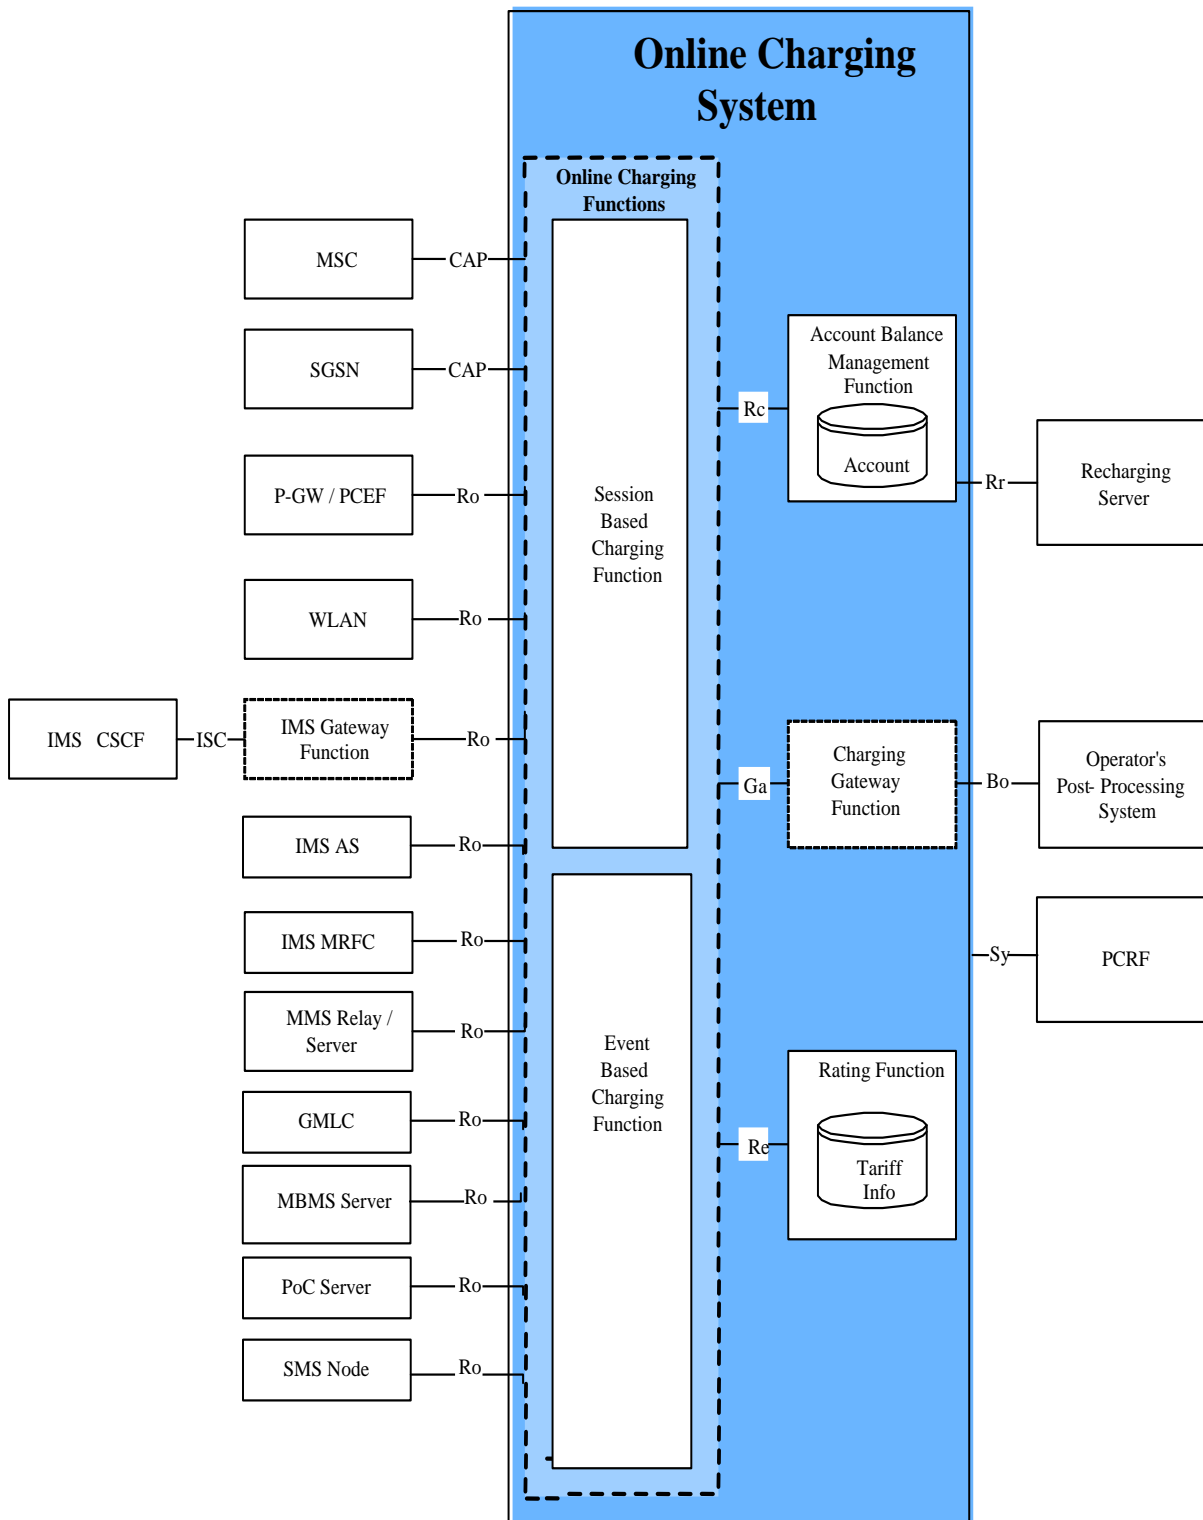 Online Charging
System
Online Charging
Functions
MSC
CAP
SGSN
CAP
P-GW / PCEF
Ro
WLAN
Ro
IMS CSCF
ISC
IMS Gateway
Function
Ro
IMS AS
Ro
IMS MRFC
Ro
MMS Relay /
Server
Ro
GMLC
Ro
MBMS Server
Ro
PoC Server
Ro
SMS Node
Ro
Session
Based
Charging
Function
Event
Based
Charging
Function
Rc
Account Balance
Management
Function
Account
Rr
Recharging
Server
Ga
Charging
Gateway
Function
Bo
Operator's
Post- Processing
System
Sy
PCRF
Re
Rating Function
Tariff
Info